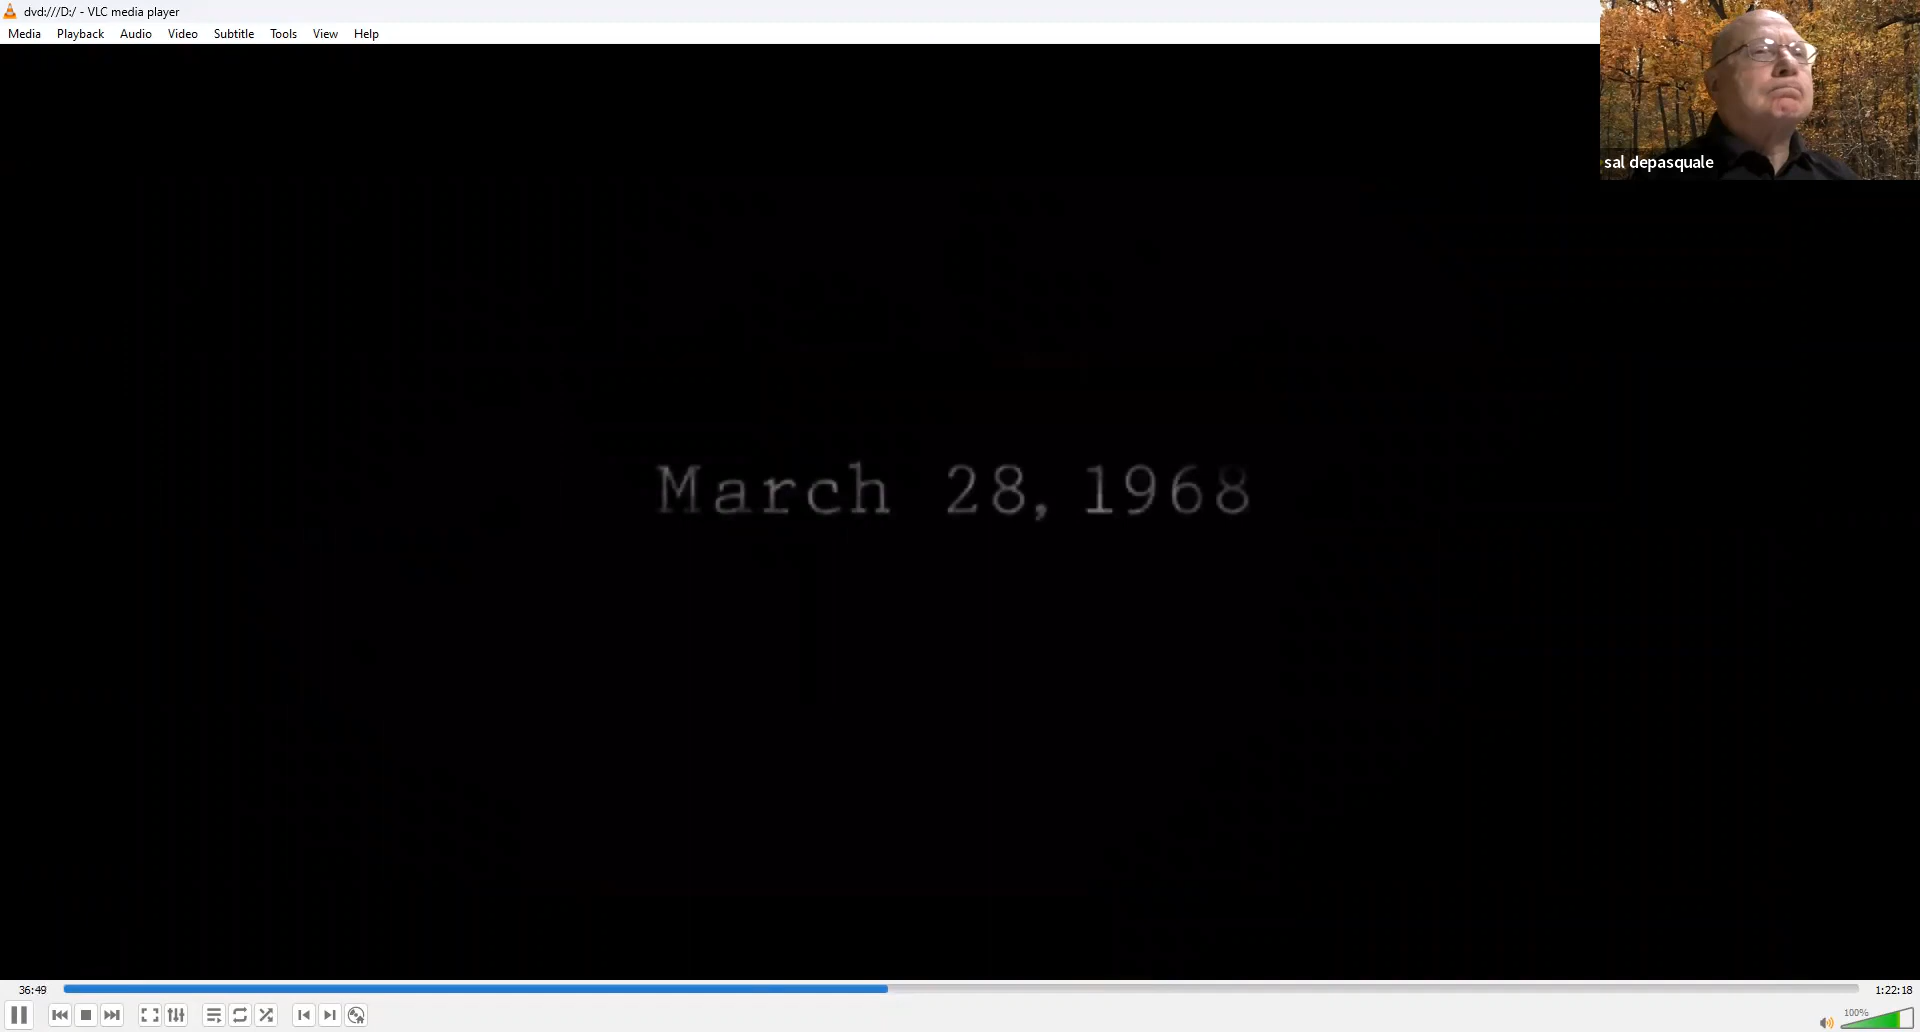 dvd:///D:/ - VLC media player
Media Playback Audio Video Subtitle Tools View Help
sal depasquale
March 28, 1968
36:49
1:22:18
100%